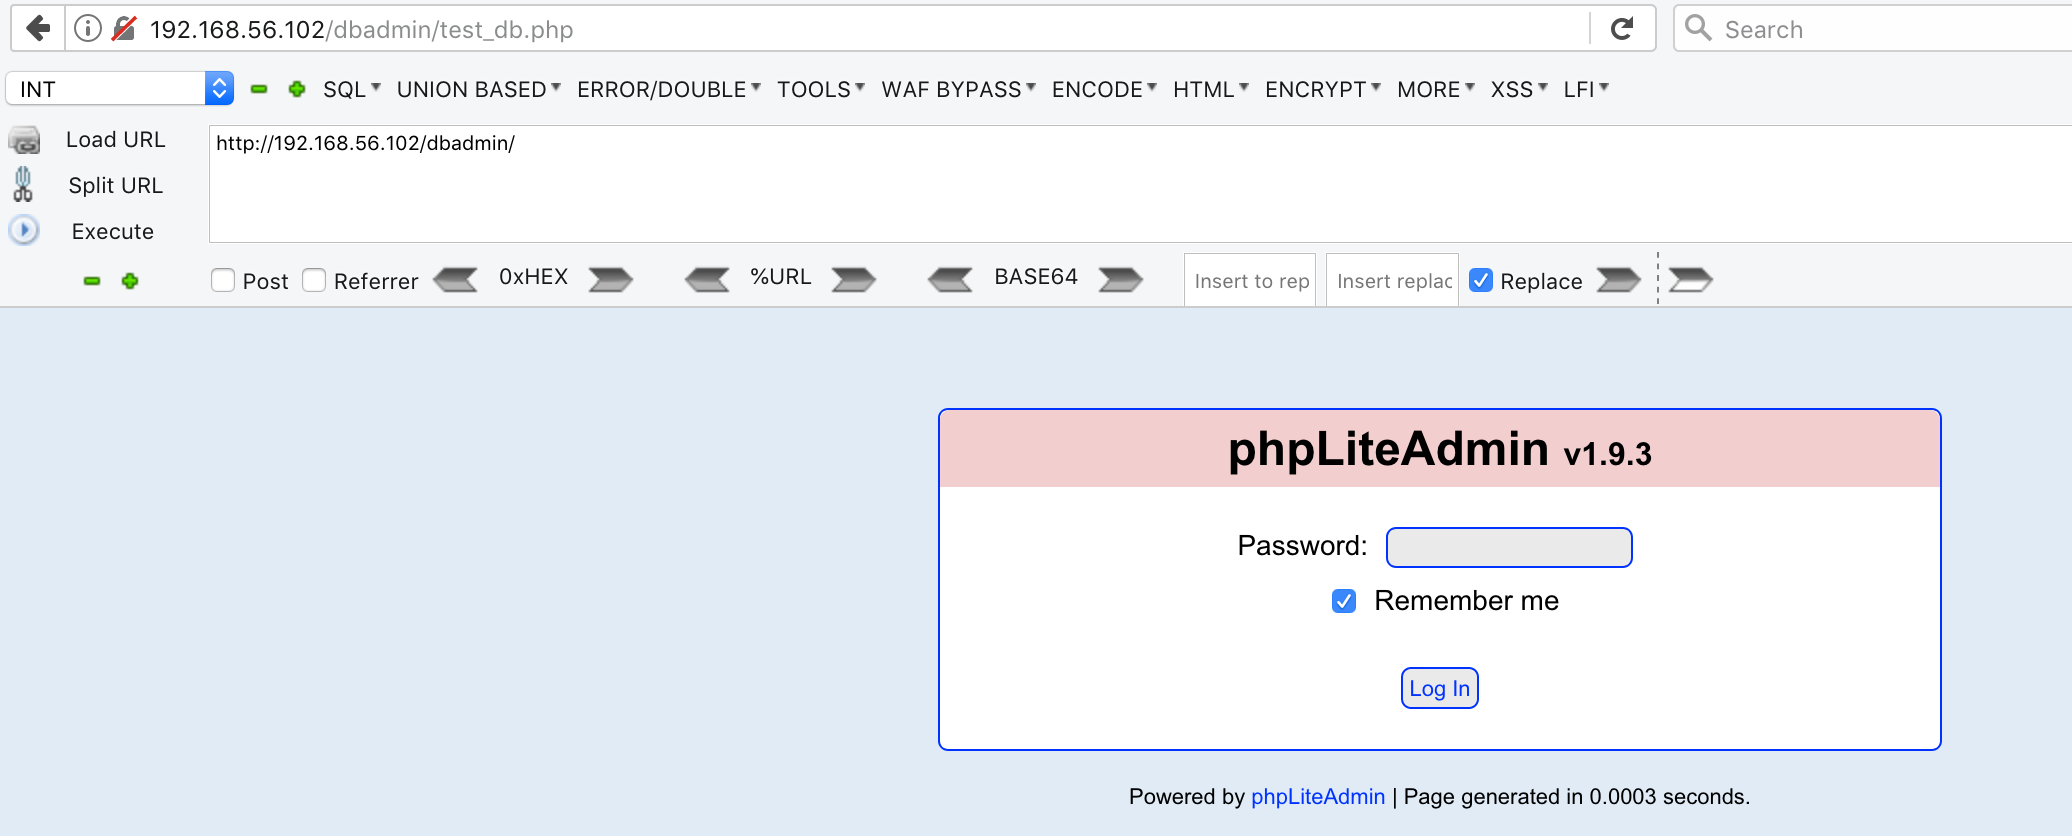 192.168.56.102/dbadmin/test_db.php Search
INT SQL UNION BASED ERROR/DOUBLE TOOLS WAF BYPASS ENCODE HTML ENCRYPT MORE XSS LFI
Load URL http://192.168.56.102/dbadmin/
Split URL
Execute
Post Referrer 0xHEX %URL BASE64 Insert to rep Insert replac Replace
phpLiteAdmin v1.9.3
Password:
Remember me
Log In
Powered by phpLiteAdmin | Page generated in 0.0003 seconds.